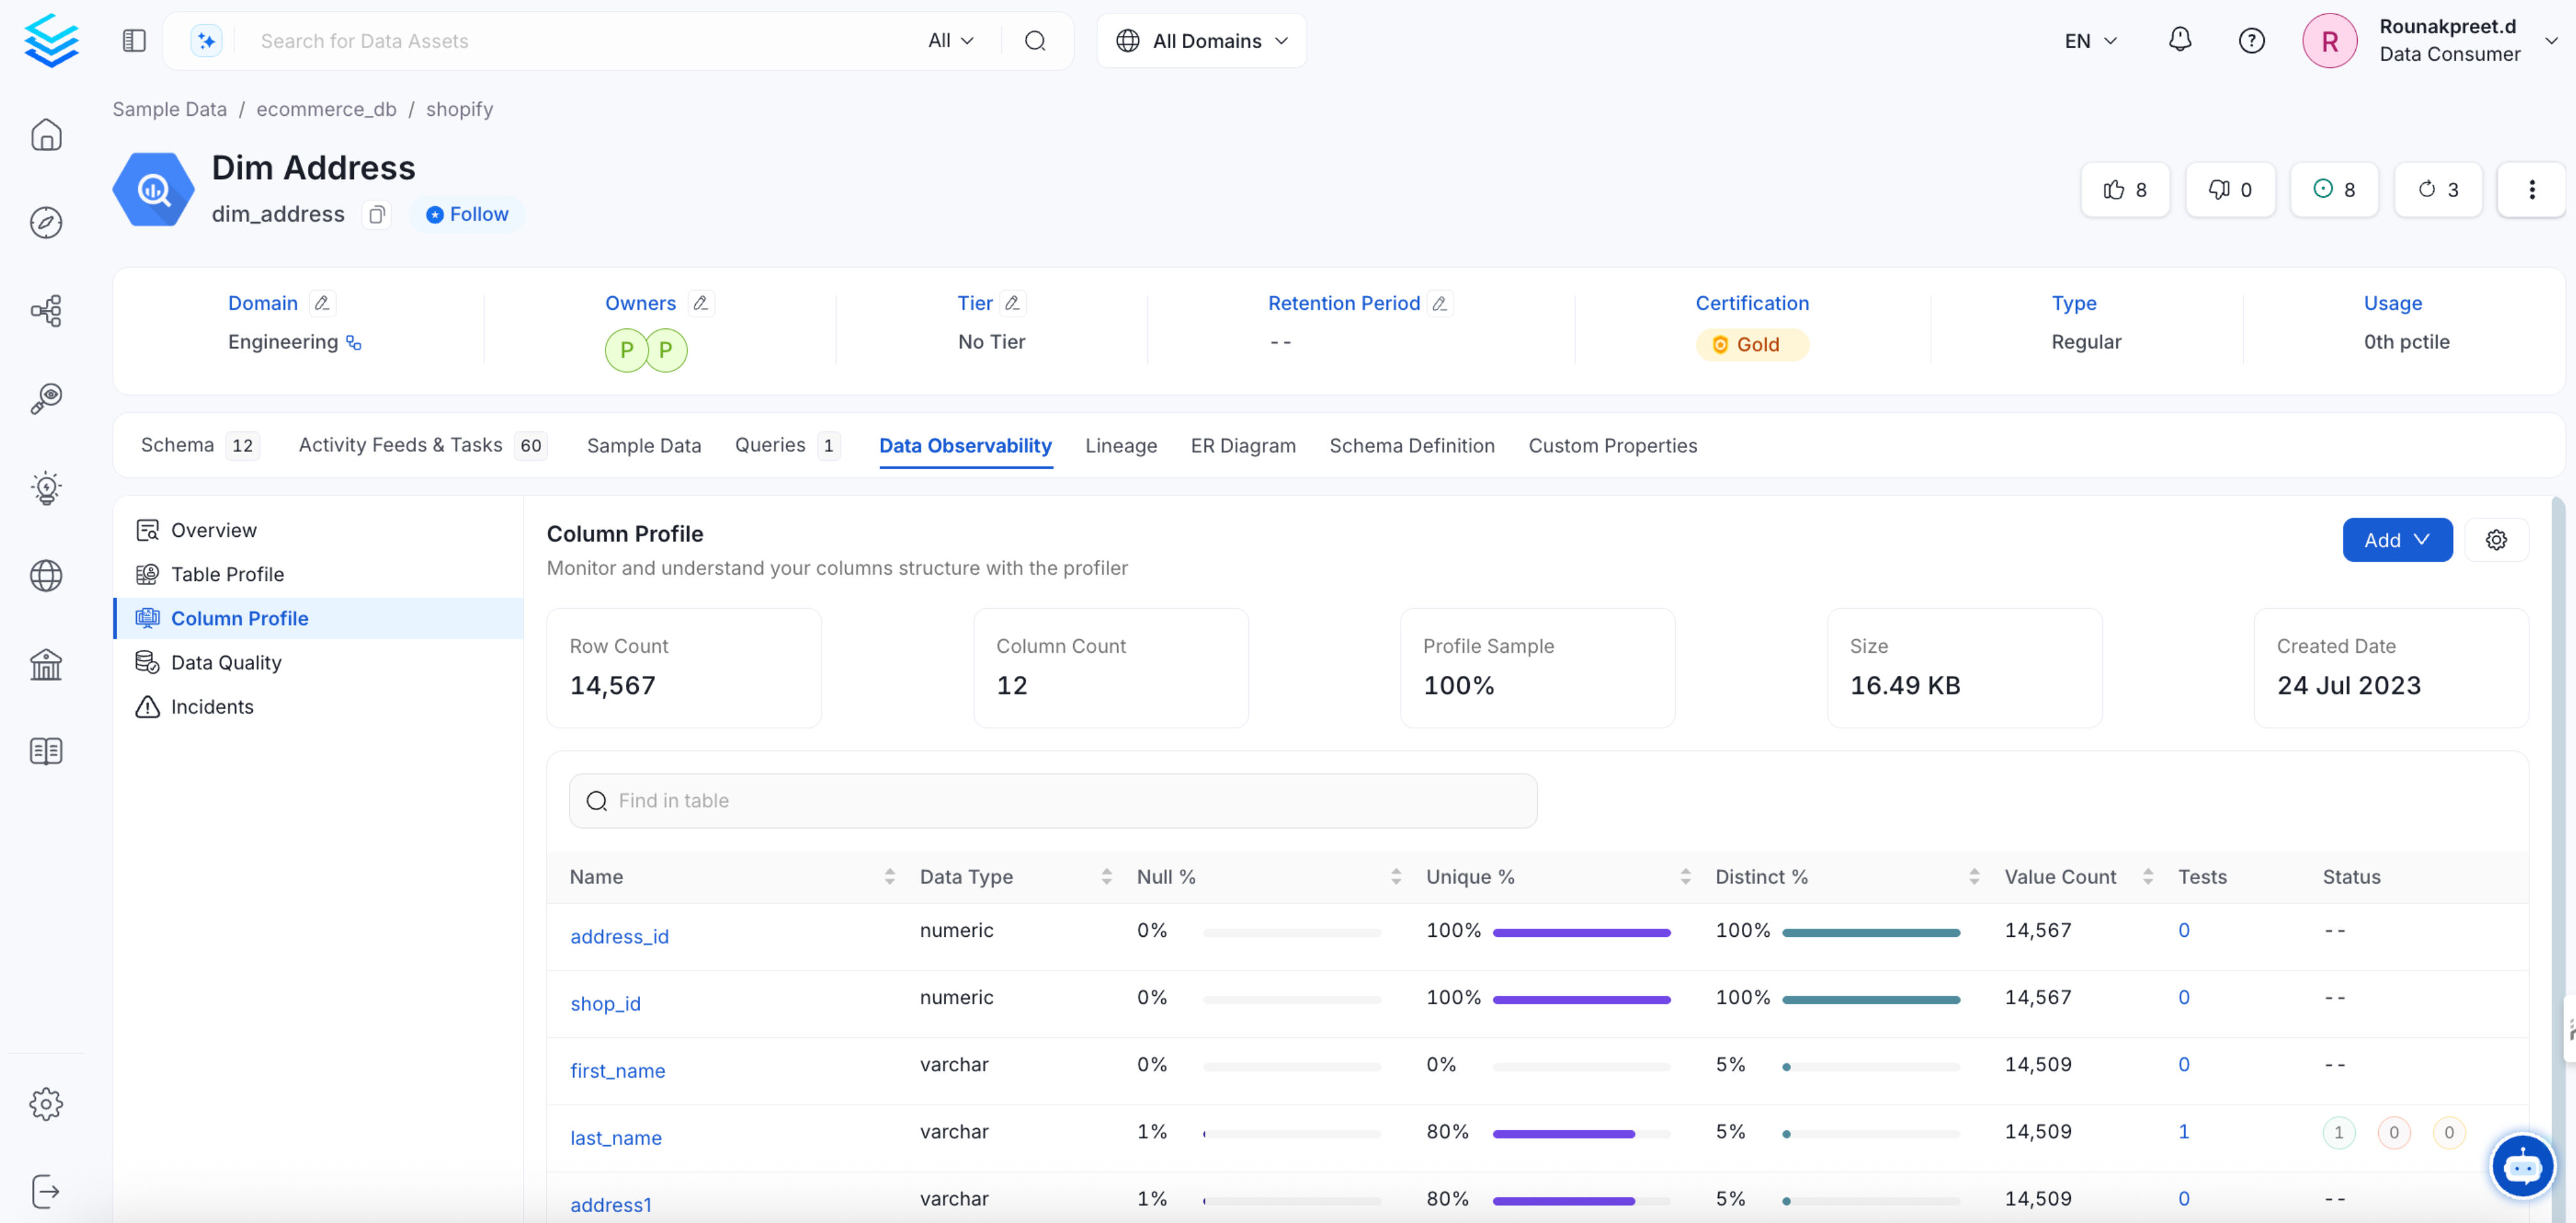 Search for Data Assets All All Domains EN Rounakpreet.d
R Data Consumer
Sample Data / ecommerce_db / shopify
Dim Address
dim_address Follow
8 0 8 3
Domain Owners Tier Retention Period Certification Type Usage
Engineering P P No Tier -- Gold Regular 0th pctile
Schema 12 Activity Feeds & Tasks 60 Sample Data Queries 1 Data Observability Lineage ER Diagram Schema Definition Custom Properties
Overview
Table Profile
Column Profile
Data Quality
Incidents
Column Profile
Monitor and understand your columns structure with the profiler
Add
Row Count Column Count Profile Sample Size Created Date
14,567 12 100% 16.49 KB 24 Jul 2023
Find in table
Name Data Type Null % Unique % Distinct % Value Count Tests Status
address_id numeric 0% 100% 100% 14,567 0 --
shop_id numeric 0% 100% 100% 14,567 0 --
first_name varchar 0% 0% 5% 14,509 0 --
last_name varchar 1% 80% 5% 14,509 1 1 0 0
address1 varchar 1% 80% 5% 14,509 0 --